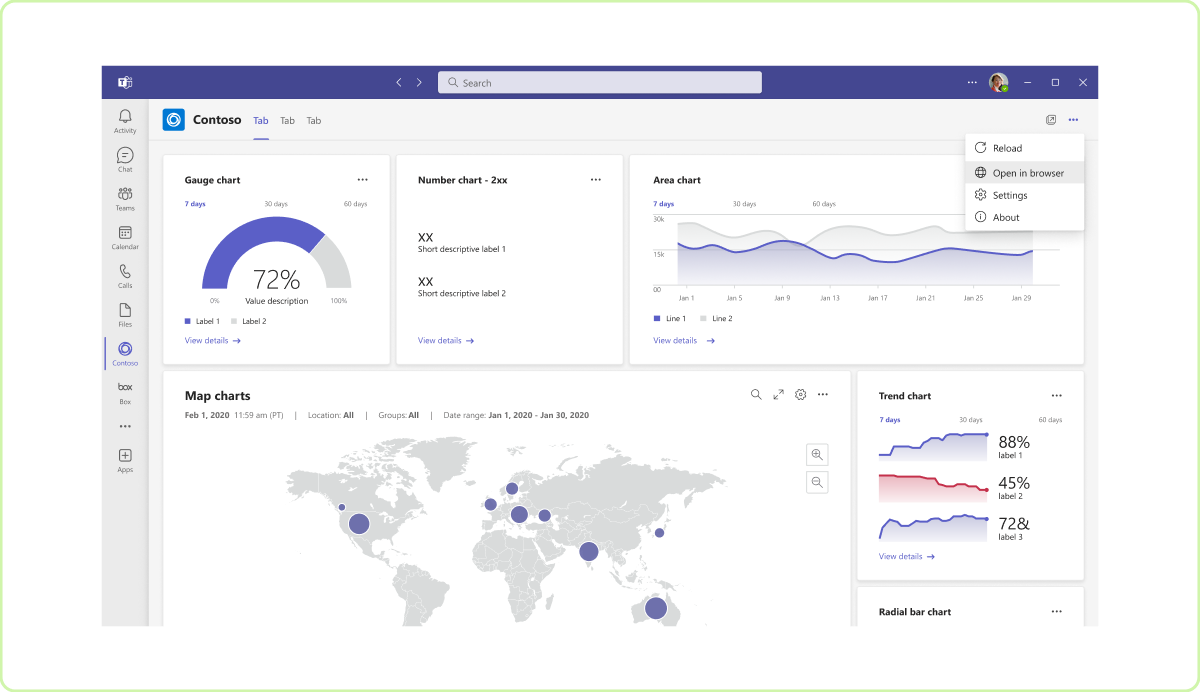 Search
Activity
Chat
Teams
Calendar
Calls
Files
Contoso
box
Box
Apps
Contoso Tab Tab Tab
Reload
Open in browser
Settings
About
Gauge chart
7 days 30 days 60 days
72%
0% Value description 100%
Label 1 Label 2
View details
Number chart - 2xx
XX
Short descriptive label 1
XX
Short descriptive label 2
View details
Area chart
7 days 30 days 60 days
30k
15k
00
Jan 1 Jan 5 Jan 9 Jan 13 Jan 17 Jan 21 Jan 25 Jan 29
Line 1 Line 2
View details
Map charts
Feb 1, 2020 11:59 am (PT) | Location: All | Groups: All | Date range: Jan 1, 2020 - Jan 30, 2020
Trend chart
7 days 30 days 60 days
88%
label 1
45%
label 2
72&
label 3
View details
Radial bar chart